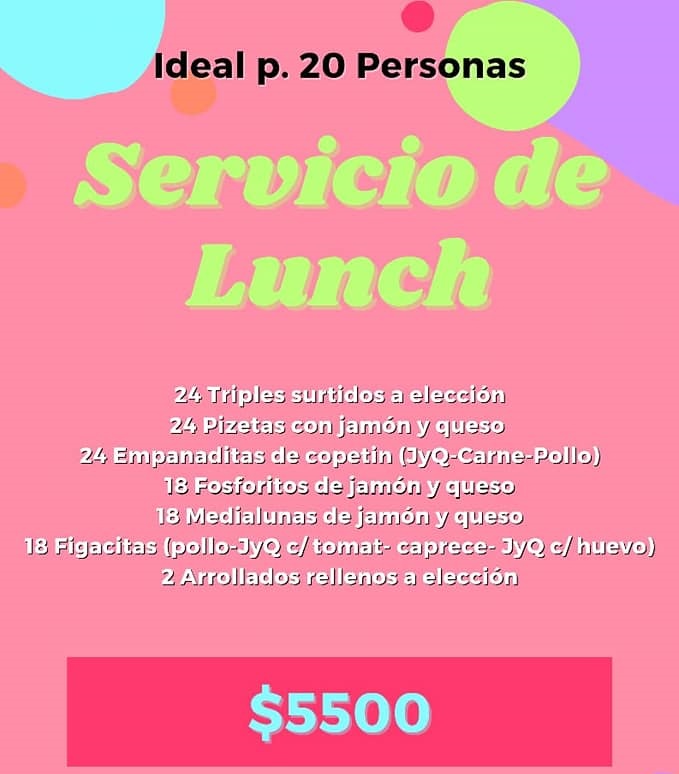 Ideal p. 20 Personas
Servicio de
Lunch
24 Triples surtidos a elección
24 Pizetas con jamón y queso
24 Empanaditas de copetin (JyQ-Carne-Pollo)
18 Fosforitos de jamón y queso
18 Medialunas de jamón y queso
18 Figacitas (pollo-JyQ c/ tomat- caprece- JyQ c/ huevo)
2 Arrollados rellenos a elección
$5500